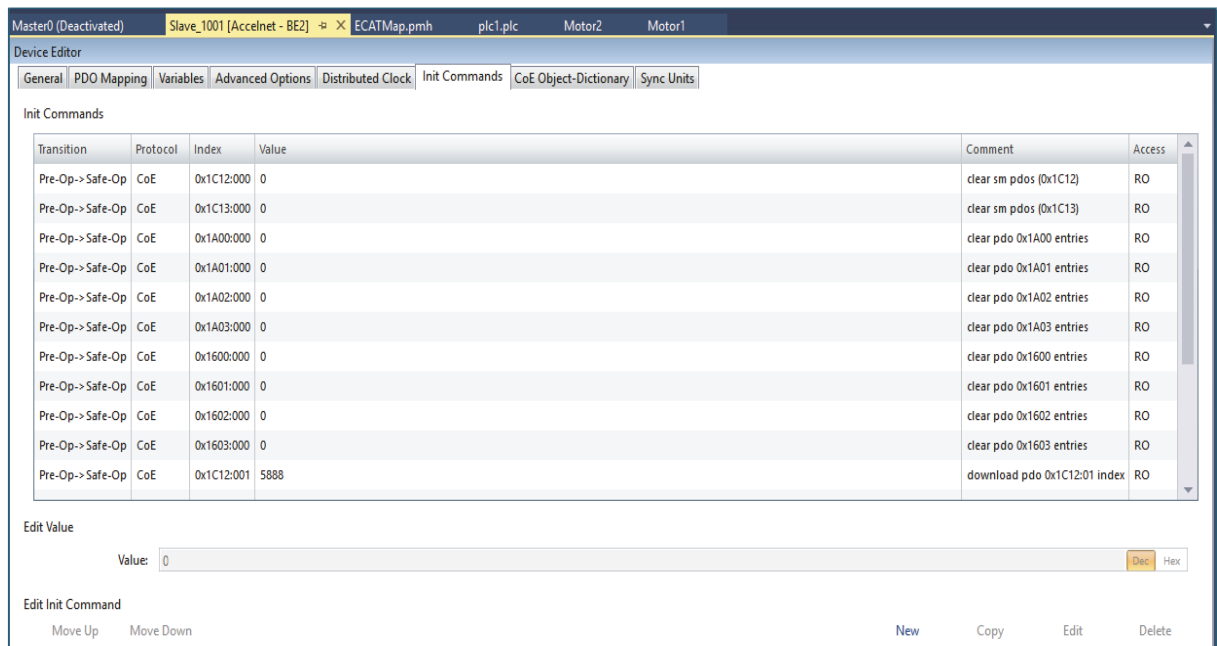 Master0 (Deactivated) Slave_1001 [Accelnet - BE2] ECATMap.pmh plc1.plc Motor2 Motor1
Device Editor
General PDO Mapping Variables Advanced Options Distributed Clock Init Commands CoE Object-Dictionary Sync Units
Init Commands
Transition Protocol Index Value Comment Access
Pre-Op->Safe-Op CoE 0x1C12:000 0 clear sm pdos (0x1C12) RO
Pre-Op->Safe-Op CoE 0x1C13:000 0 clear sm pdos (0x1C13) RO
Pre-Op->Safe-Op CoE 0x1A00:000 0 clear pdo 0x1A00 entries RO
Pre-Op->Safe-Op CoE 0x1A01:000 0 clear pdo 0x1A01 entries RO
Pre-Op->Safe-Op CoE 0x1A02:000 0 clear pdo 0x1A02 entries RO
Pre-Op->Safe-Op CoE 0x1A03:000 0 clear pdo 0x1A03 entries RO
Pre-Op->Safe-Op CoE 0x1600:000 0 clear pdo 0x1600 entries RO
Pre-Op->Safe-Op CoE 0x1601:000 0 clear pdo 0x1601 entries RO
Pre-Op->Safe-Op CoE 0x1602:000 0 clear pdo 0x1602 entries RO
Pre-Op->Safe-Op CoE 0x1603:000 0 clear pdo 0x1603 entries RO
Pre-Op->Safe-Op CoE 0x1C12:001 5888 download pdo 0x1C12:01 index RO
Edit Value
Value: 0 Dec Hex
Edit Init Command
Move Up Move Down New Copy Edit Delete